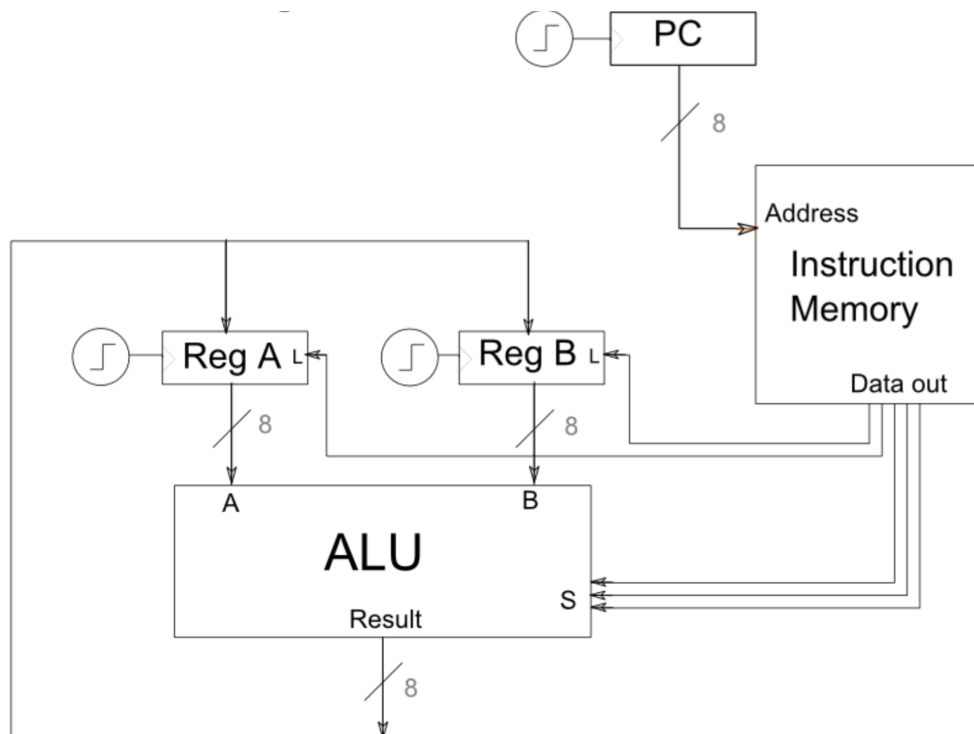 PC
8
Address
Instruction
Memory
Reg A L
Reg B L
Data out
8
8
A
B
ALU
S
Result
8